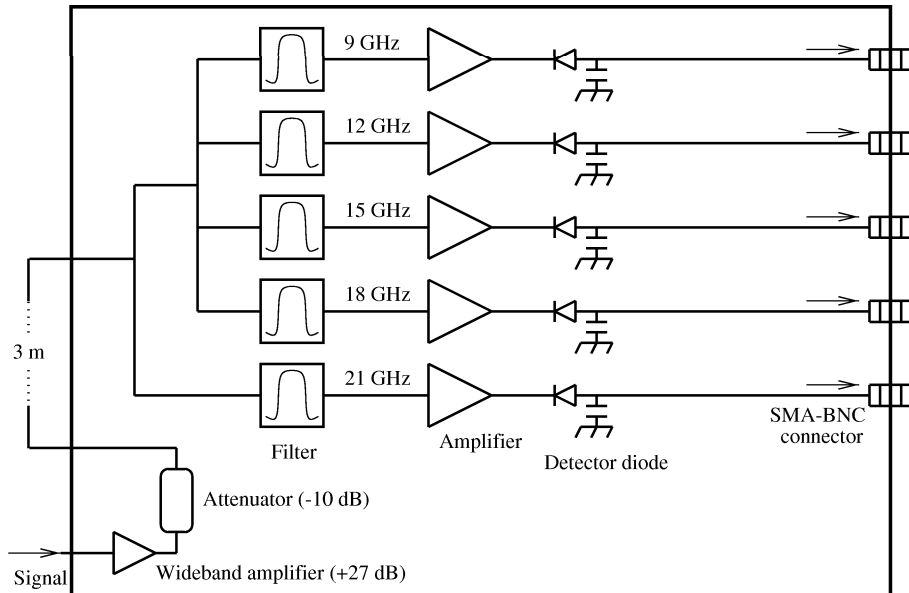 9 GHz
12 GHz
15 GHz
18 GHz
3 m
21 GHz
SMA-BNC
connector
Amplifier
Filter
Detector diode
Attenuator (-10 dB)
Wideband amplifier (+27 dB)
Signal